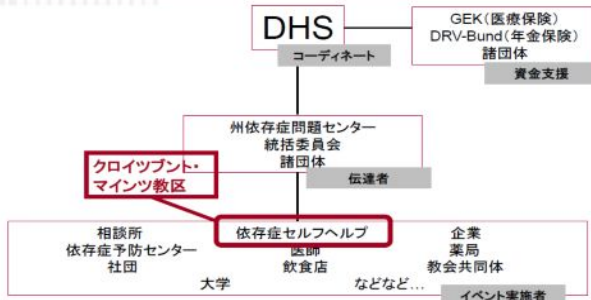 DHS
コーディネート
GEK(医療保険)
DRV-Bund(年金保険)
諸団体
資金支援
州依存症問題センター
統括委員会
諸団体
伝達者
クロイツブント・
マインツ教区
相談所 依存症セルフヘルプ 企業
依存症予防センター 医師 薬局
社団 飲食店 教会共同体
大学 などなど…
イベント実施者